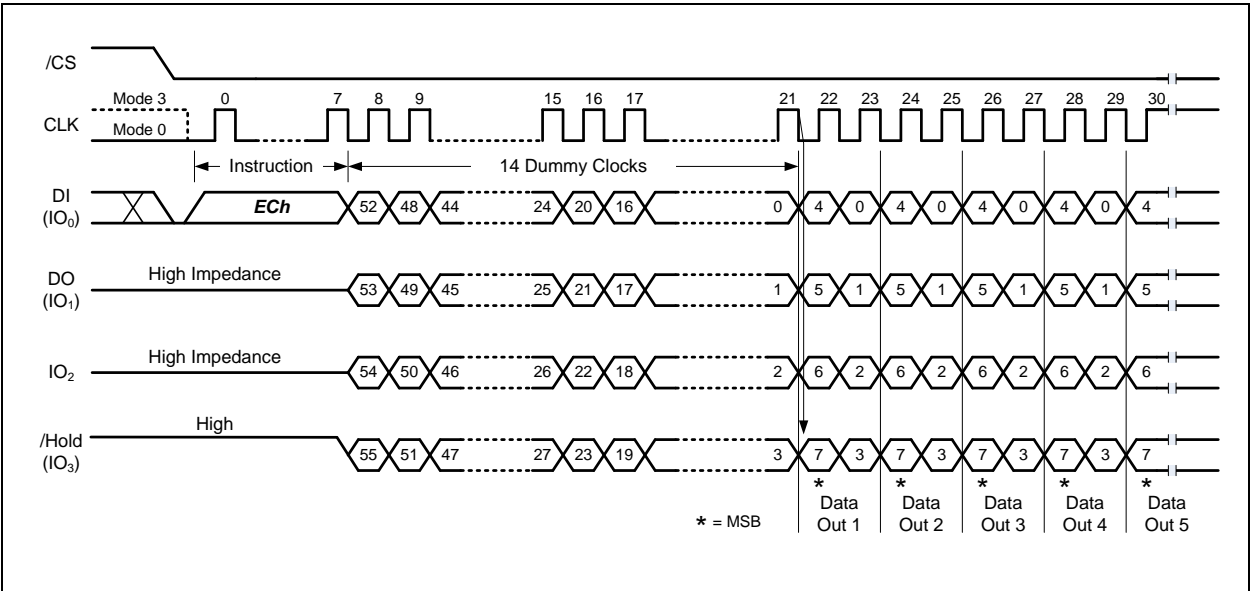 /CS
Mode 3 0 7 8 9 15 16 17 21 22 23 24 25 26 27 28 29 30
CLK
Mode 0
Instruction 14 Dummy Clocks
DI
(IO0)
ECh 52 48 44 24 20 16 0 4 0 4 0 4 0 4 0 4
DO
(IO1)
High Impedance 53 49 45 25 21 17 1 5 1 5 1 5 1 5 1 5
High Impedance
IO2 54 50 46 26 22 18 2 6 2 6 2 6 2 6 2 6
High
/Hold
(IO3)
55 51 47 27 23 19 3 7 3 7 3 7 3 7 3 7
* * * * *
* = MSB
Data Data Data Data Data
Out 1 Out 2 Out 3 Out 4 Out 5